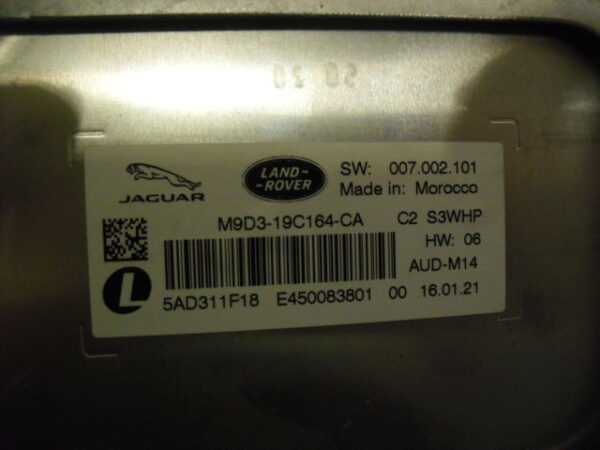 50 20
JAGUAR
LAND-
-ROVER
SW: 007.002.101
Made in: Morocco
M9D3-19C164-CA C2 S3WHP
HW: 06
AUD-M14
L
5AD311F18 E450083801 00 16.01.21